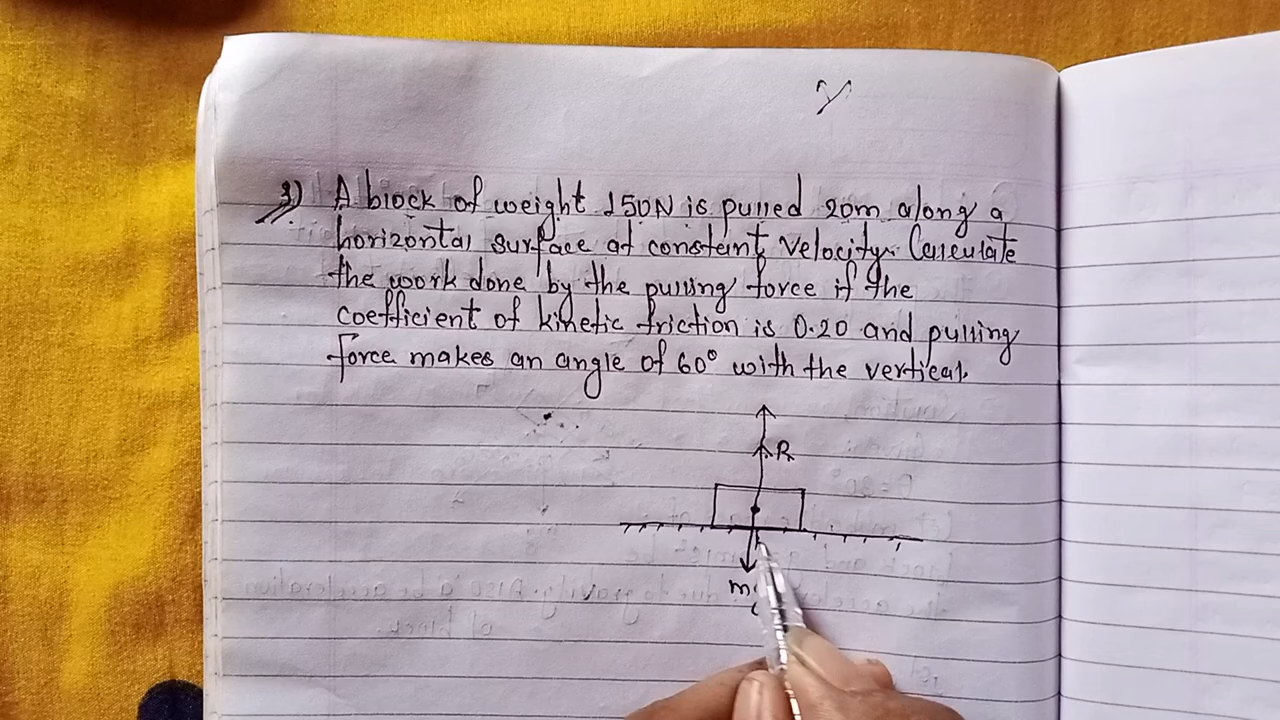 3) A block of weight 150N is pulled 20m along a
horizontal surface at constant velocity. Calculate
the work done by the pulling force if the
coefficient of kinetic friction is 0.20 and pulling
force makes an angle of 60° with the vertical.
R